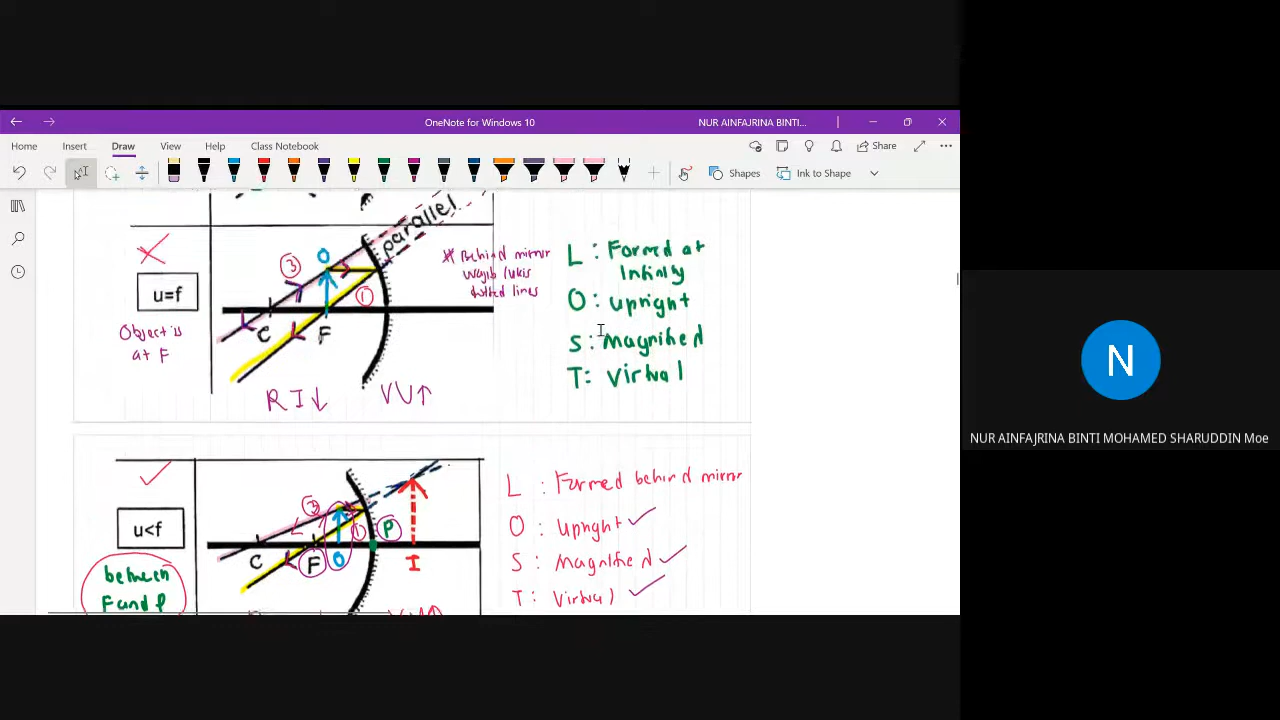 OneNote for Windows 10
NUR AINFAJRINA BINTI...
Home Insert Draw View Help Class Notebook
Share
Shapes
Ink to Shape
parallel
u=f
Object is
at F
O
3
1
C
F
R I↓ VU↑
* Behind mirror
wajib lukis
dotted lines
L : Formed at
Infinity
O : Upright
S : Magnified
T : Virtual
u<f
between
F and P
3
1
P
C
F
O
I
L : Formed behind mirror
O : Upright
S : Magnified
T : Virtual
N
NUR AINFAJRINA BINTI MOHAMED SHARUDDIN Moe